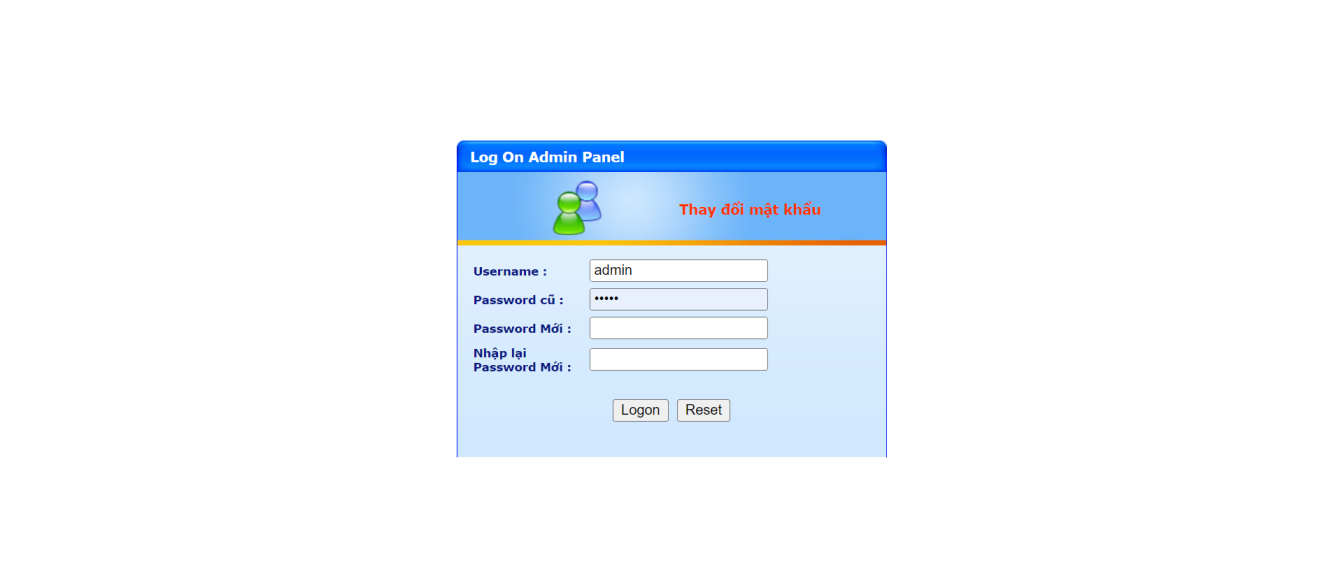 Log On Admin Panel
Thay đổi mật khẩu
Username : admin
Password cũ : •••••
Password Mới :
Nhập lại
Password Mới :
Logon Reset